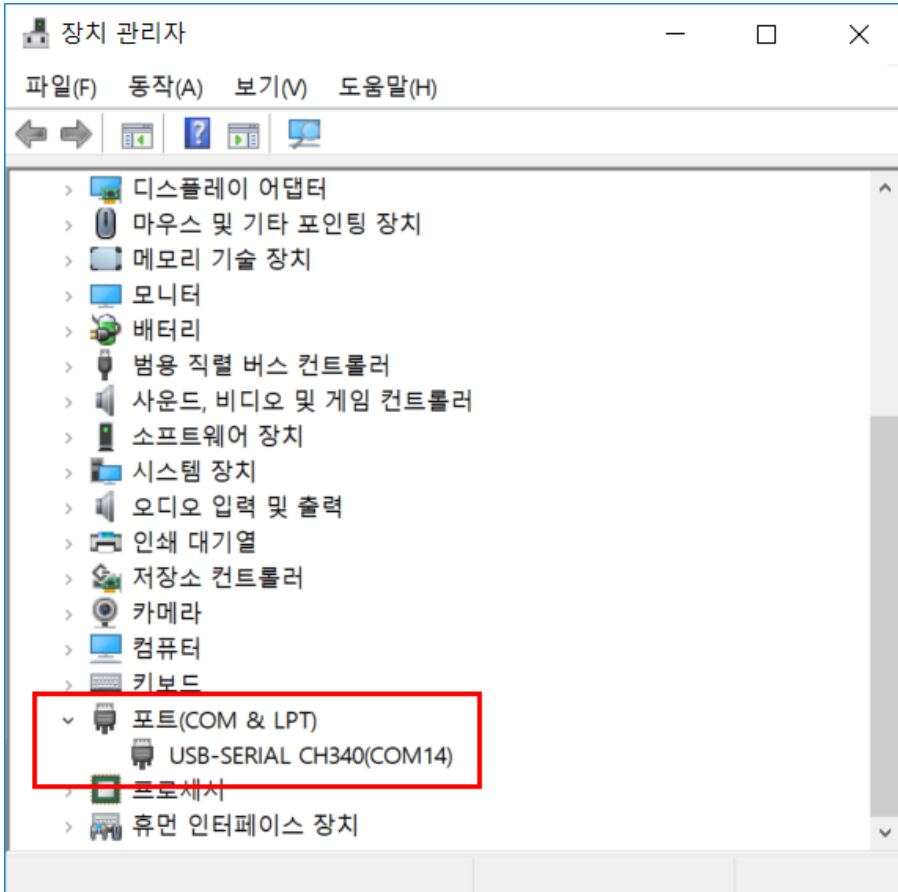 장치 관리자
파일(F) 동작(A) 보기(V) 도움말(H)
디스플레이 어댑터
마우스 및 기타 포인팅 장치
메모리 기술 장치
모니터
배터리
범용 직렬 버스 컨트롤러
사운드, 비디오 및 게임 컨트롤러
소프트웨어 장치
시스템 장치
오디오 입력 및 출력
인쇄 대기열
저장소 컨트롤러
카메라
컴퓨터
키보드
포트(COM & LPT)
USB-SERIAL CH340(COM14)
프로세서
휴먼 인터페이스 장치